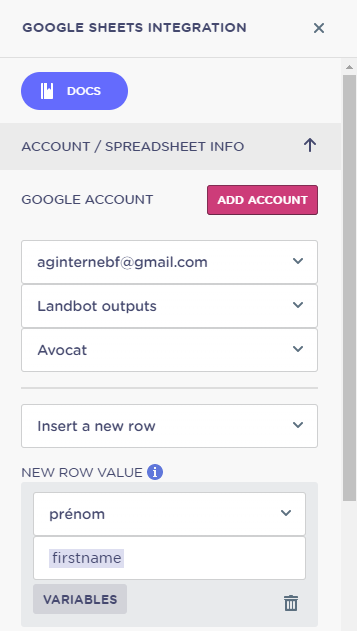 GOOGLE SHEETS INTEGRATION
DOCS
ACCOUNT / SPREADSHEET INFO
GOOGLE ACCOUNT
ADD ACCOUNT
aginternebf@gmail.com
Landbot outputs
Avocat
Insert a new row
NEW ROW VALUE
prénom
firstname
VARIABLES